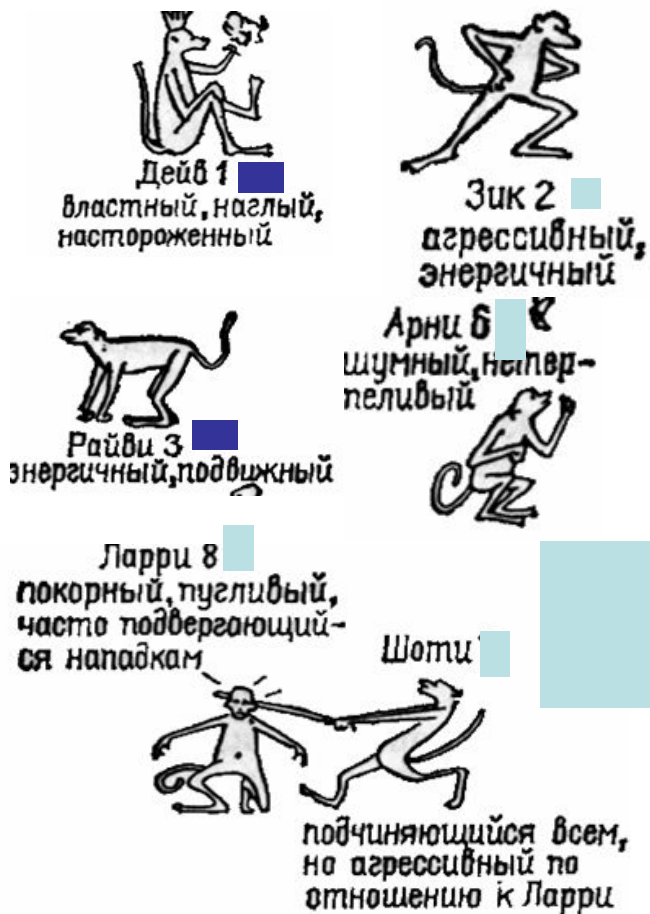 Дейв 1
властный, наглый,
настороженный
Зик 2
агрессивный,
энергичный
Райви 3
энергичный, подвижный
Арни 6
шумный, нетер-
пеливый
Ларри 8
покорный, пугливый,
часто подвергающий-
ся нападкам
Шоти
подчиняющийся всем,
но агрессивный по
отношению к Ларри